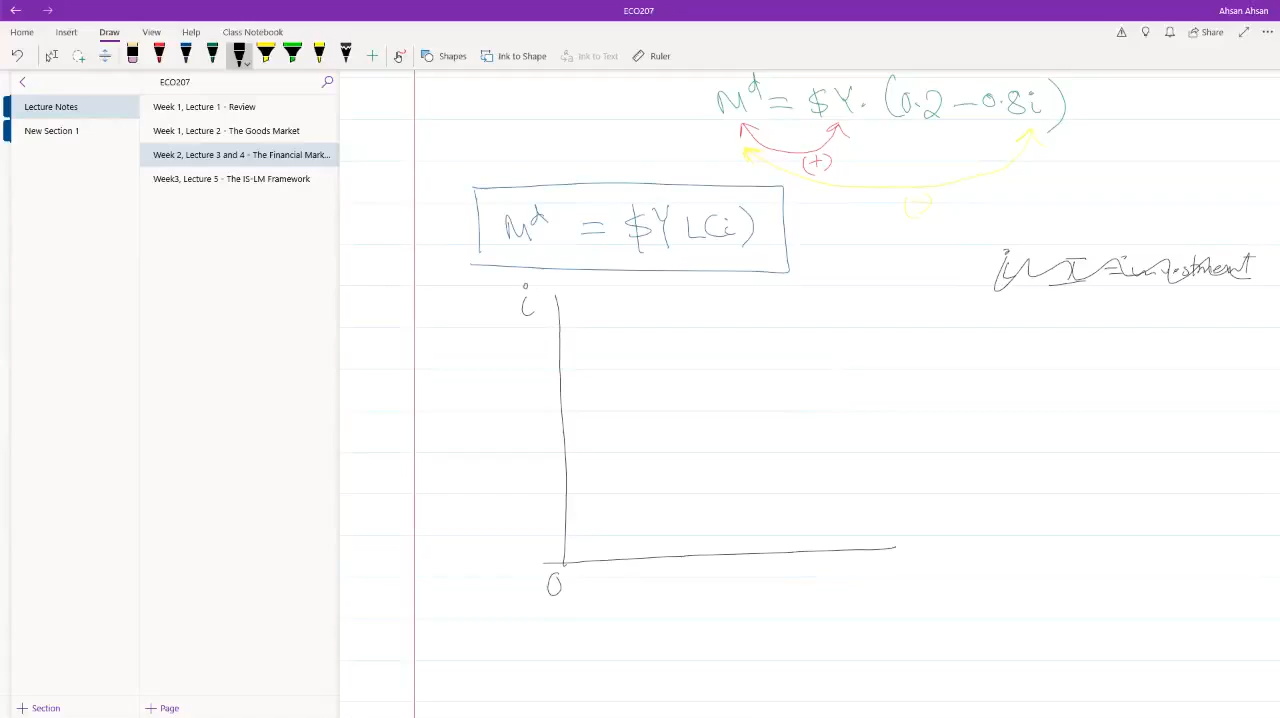 ECO207
Ahsan Ahsan
Home Insert Draw View Help Class Notebook
Share
Shapes Ink to Shape Ink to Text Ruler
ECO207
Lecture Notes
New Section 1
Week 1, Lecture 1 - Review
Week 1, Lecture 2 - The Goods Market
Week 2, Lecture 3 and 4 - The Financial Mark...
Week3, Lecture 5 - The IS-LM Framework
M^d = $Y. (0.2 - 0.8i)
(+)
(-)
M^d = $Y L(i)
I = investment
i
0
Section
Page